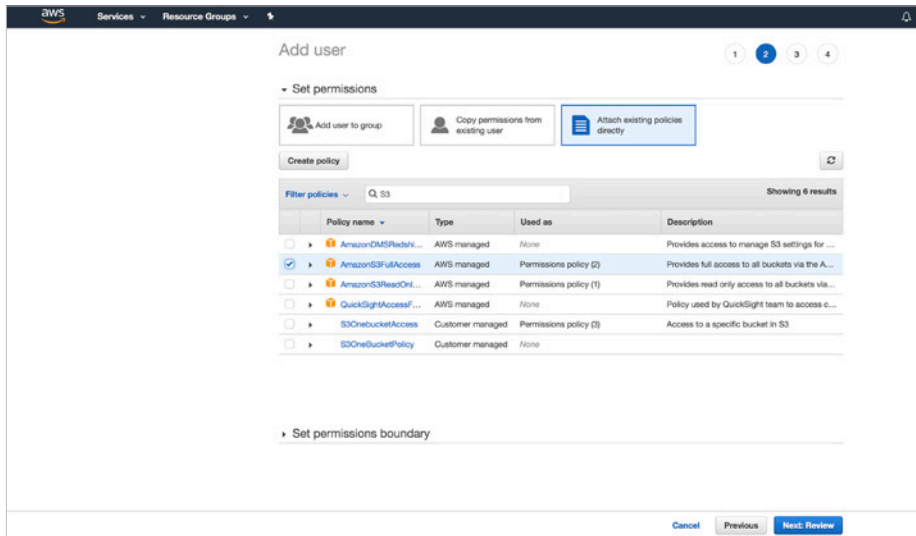 aws Services Resource Groups
Add user 1 2 3 4
Set permissions
Add user to group Copy permissions from existing user Attach existing policies directly
Create policy
Filter policies S3 Showing 6 results
Policy name Type Used as Description
AmazonDMSRedshi... AWS managed None Provides access to manage S3 settings for ...
AmazonS3FullAccess AWS managed Permissions policy (2) Provides full access to all buckets via the A...
AmazonS3ReadOnl... AWS managed Permissions policy (1) Provides read only access to all buckets via...
QuickSightAccessF... AWS managed None Policy used by QuickSight team to access c...
S3OnebucketAccess Customer managed Permissions policy (3) Access to a specific bucket in S3
S3OneBucketPolicy Customer managed None
Set permissions boundary
Cancel Previous Next: Review